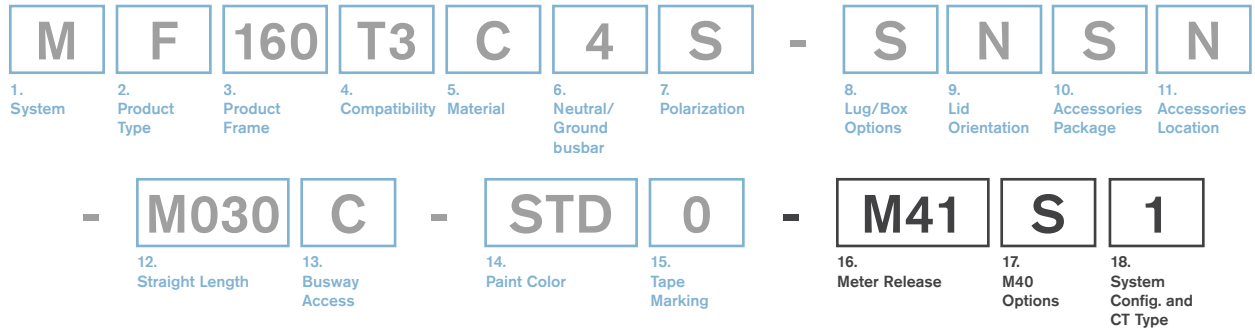 M F 160 T3 C 4 S - S N S N
1. 2. 3. 4. 5. 6. 7. 8. 9. 10. 11.
System Product Product Compatibility Material Neutral/ Polarization Lug/Box Lid Accessories Accessories
Type Frame Ground Options Orientation Package Location
busbar
- M030 C - STD 0 - M41 S 1
12. 13. 14. 15. 16. 17. 18.
Straight Length Busway Paint Color Tape Meter Release M40 System
Access Marking Options Config. and
CT Type